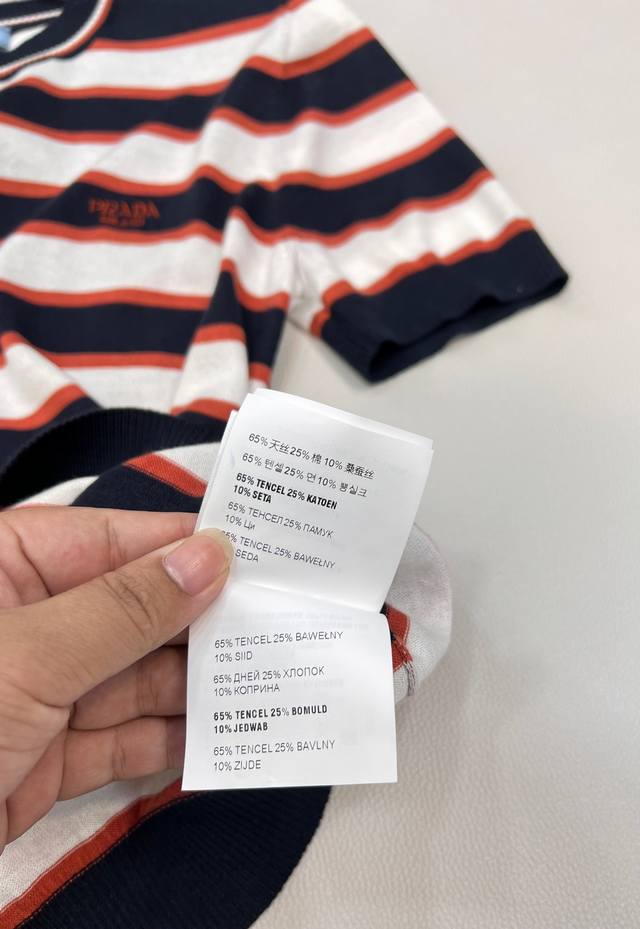 PRADA
65% 天丝 25% 棉 10% 桑蚕丝
65% 텐셀 25% 면 10% 뽕실크
65% TENCEL 25% KATOEN
10% SETA
65% ТЕНСЕЛ 25% ПАМУК
10% Ци
5% TENCEL 25% BAWEŁNY
SEDA
65% TENCEL 25% BAWEŁNY
10% SIID
65% ДНЕЙ 25% ХЛОПОК
10% КОПРИНА
65% TENCEL 25% BOMULD
10% JEDWAB
65% TENCEL 25% BAVLNY
10% ZIJDE